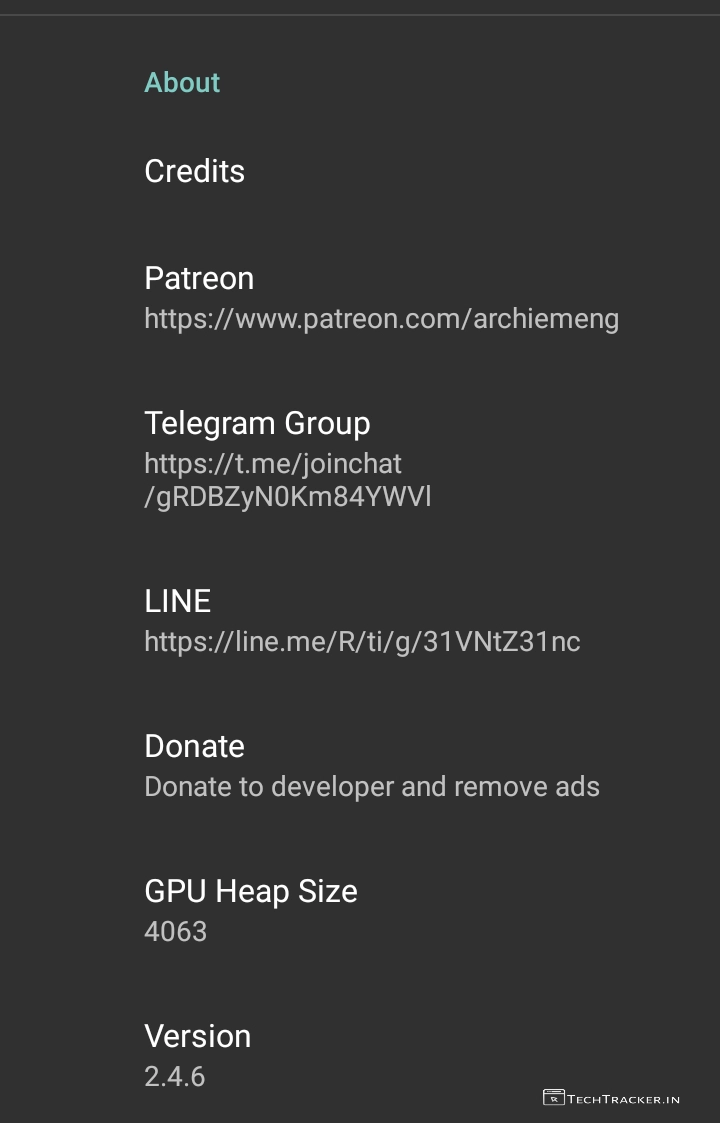 About
Credits
Patreon
https://www.patreon.com/archiemeng
Telegram Group
https://t.me/joinchat
/gRDBZyN0Km84YWVl
LINE
https://line.me/R/ti/g/31VNtZ31nc
Donate
Donate to developer and remove ads
GPU Heap Size
4063
Version
2.4.6
TECHTRACKER.IN